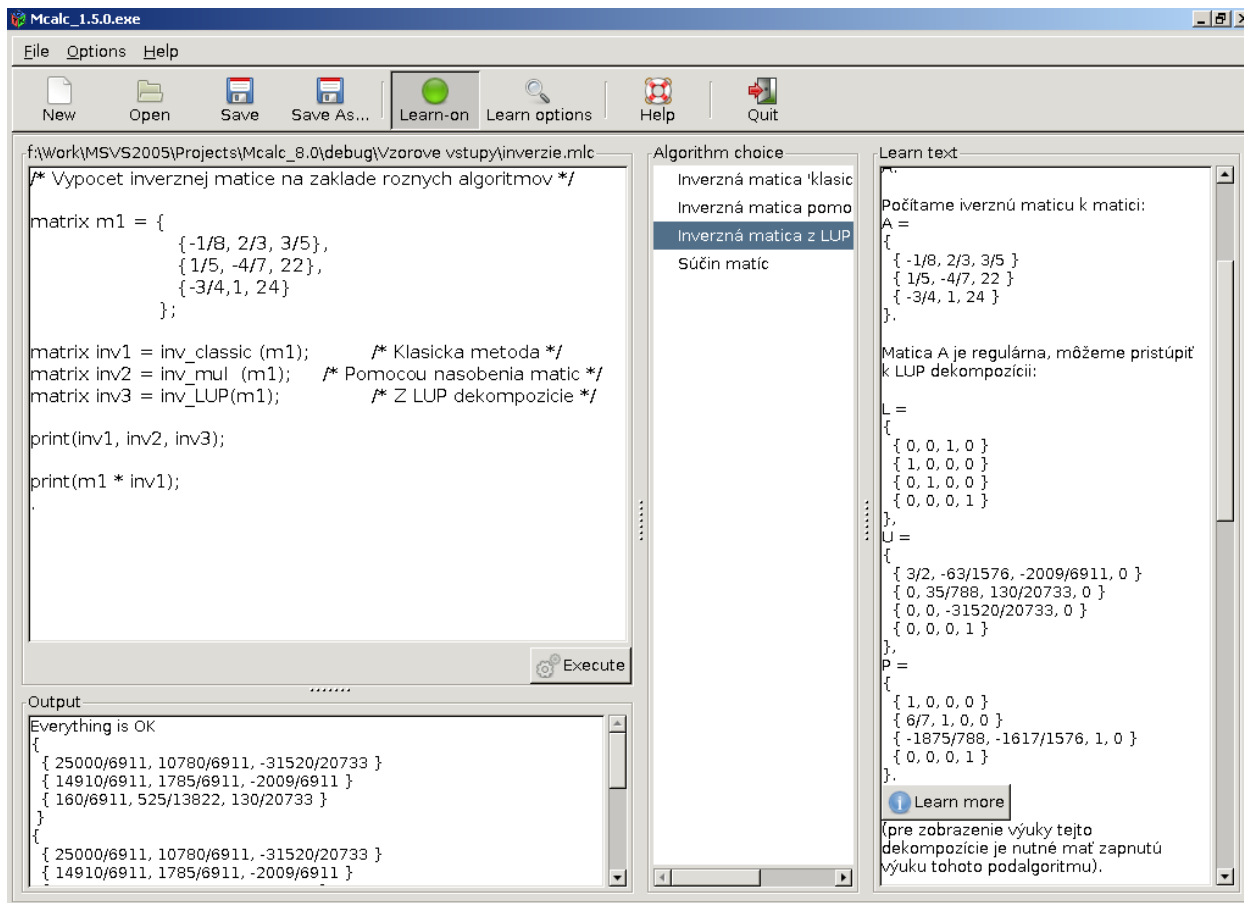 Mcalc_1.5.0.exe
File Options Help
New Open Save Save As... Learn-on Learn options Help Quit
f:\Work\MSVS2005\Projects\Mcalc_8.0\debug\Vzorove vstupy\inverzie.mlc
/* Vypocet inverznej matice na zaklade roznych algoritmov */
matrix m1 = {
{-1/8, 2/3, 3/5},
{1/5, -4/7, 22},
{-3/4,1, 24}
};
matrix inv1 = inv_classic (m1); /* Klasicka metoda */
matrix inv2 = inv_mul (m1); /* Pomocou nasobenia matic */
matrix inv3 = inv_LUP(m1); /* Z LUP dekompozicie */
print(inv1, inv2, inv3);
print(m1 * inv1);
.
Execute
Output
Everything is OK
{
{ 25000/6911, 10780/6911, -31520/20733 }
{ 14910/6911, 1785/6911, -2009/6911 }
{ 160/6911, 525/13822, 130/20733 }
}
{
{ 25000/6911, 10780/6911, -31520/20733 }
{ 14910/6911, 1785/6911, -2009/6911 }
Algorithm choice
Inverzná matica 'klasic
Inverzná matica pomo
Inverzná matica z LUP
Súčin matíc
Learn text
Počítame iverznú maticu k matici:
A =
{
{ -1/8, 2/3, 3/5 }
{ 1/5, -4/7, 22 }
{ -3/4, 1, 24 }
}.
Matica A je regulárna, môžeme pristúpiť
k LUP dekompozícii:
L =
{
{ 0, 0, 1, 0 }
{ 1, 0, 0, 0 }
{ 0, 1, 0, 0 }
{ 0, 0, 0, 1 }
},
U =
{
{ 3/2, -63/1576, -2009/6911, 0 }
{ 0, 35/788, 130/20733, 0 }
{ 0, 0, -31520/20733, 0 }
{ 0, 0, 0, 1 }
},
P =
{
{ 1, 0, 0, 0 }
{ 6/7, 1, 0, 0 }
{ -1875/788, -1617/1576, 1, 0 }
{ 0, 0, 0, 1 }
}.
Learn more
(pre zobrazenie výuky tejto
dekompozície je nutné mať zapnutú
výuku tohoto podalgoritmu).